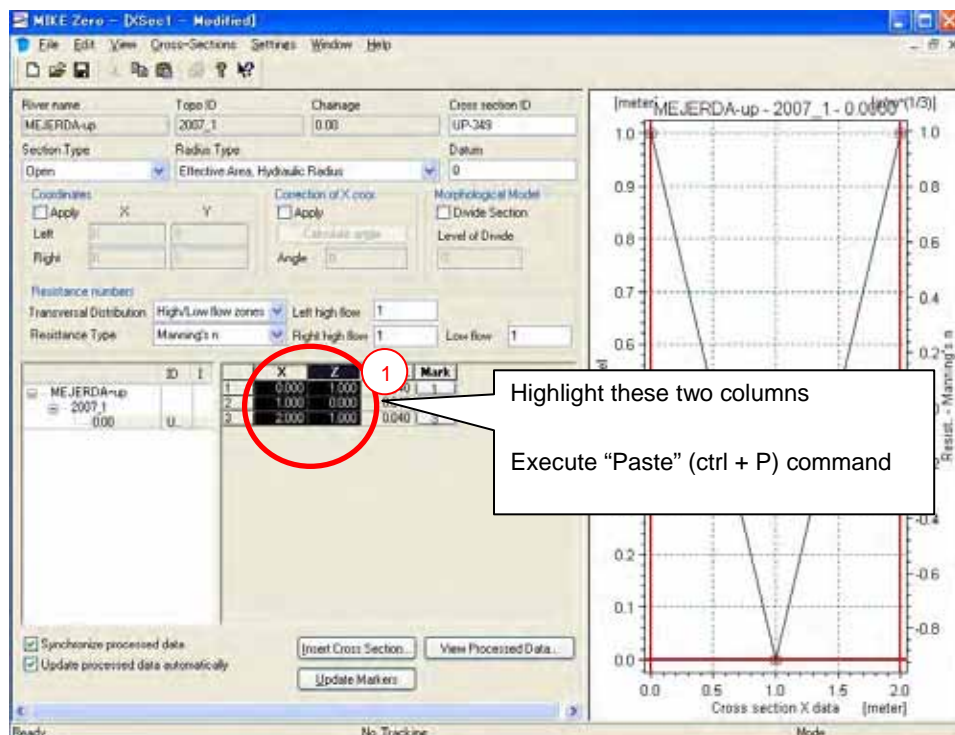 MIKE Zero - [XSec1 - Modified]
File Edit View Cross-Sections Settings Window Help
River name Topo ID Chainage Cross section ID
MEJERDA-up 2007_1 0.00 UP-349
Section Type Radius Type Datum
Open Effective Area, Hydraulic Radius 0
Coordinates Correction of X coor. Morphological Model
Apply X Y Apply Divide Section
Left 0 Calculate angle Level of Divide
Right Angle 0
Resistance numbers
Transversal Distribution High/Low flow zones Left high flow 1
Resistance Type Manning's n Right high flow 1 Low flow 1
ID I
MEJERDA-up
2007_1
0.00 U..
X Z Mark
1 0.000 1.000 1
2 1.000 0.000
3 2.000 1.000 0.040
1
Highlight these two columns
Execute “Paste” (ctrl + P) command
Synchronize processed data
Update processed data automatically
Insert Cross Section...
View Processed Data...
Update Markers
[meter]
MEJERDA-up - 2007_1 - 0.0000
1.0
0.9
0.8
0.7
0.6
0.2
0.1
0.0
0.0 0.5 1.0 1.5 2.0
Cross section X data [meter]
1.0
0.8
0.6
0.4
0.2
-0.4
-0.6
-0.8
Resist. - Manning's n
Ready No Tracking Mode